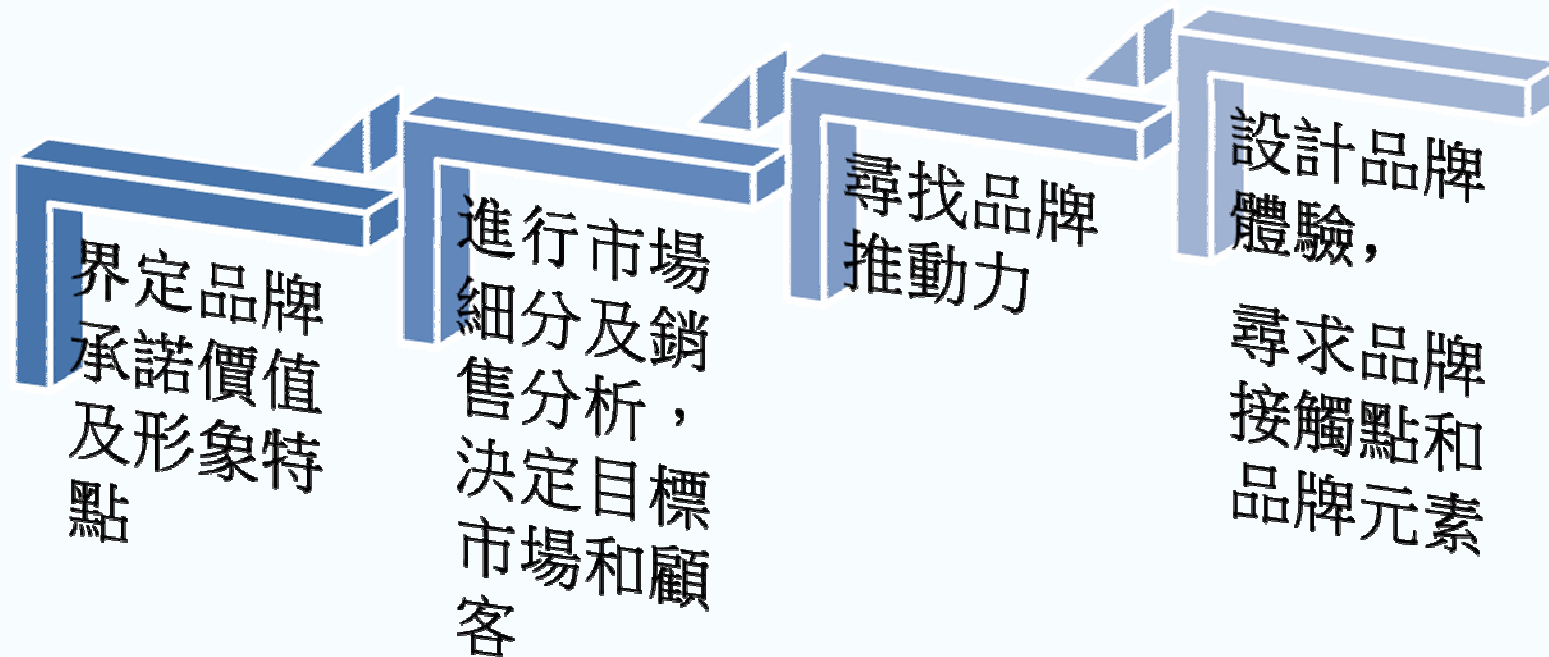 界定品牌
承諾價值
及形象特
點
進行市場
細分及銷
售分析，
決定目標
市場和顧
客
尋找品牌
推動力
設計品牌
體驗，
尋求品牌
接觸點和
品牌元素